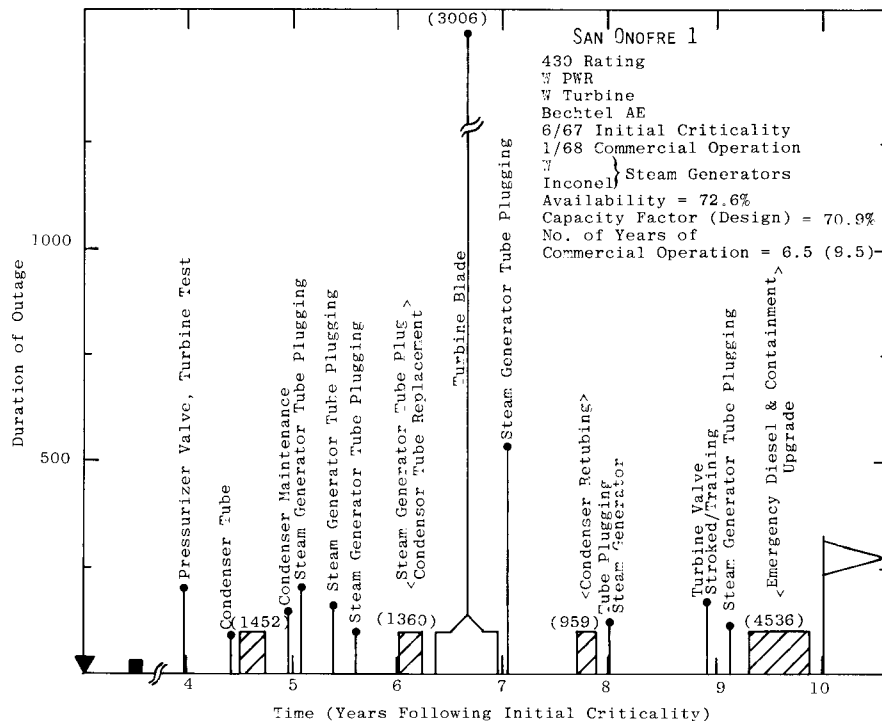 (3006)
SAN ONOFRE 1
430 Rating
W PWR
W Turbine
Bechtel AE
6/67 Initial Criticality
1/68 Commercial Operation
W
Inconel} Steam Generators
Availability = 72.6%
Capacity Factor (Design) = 70.9%
No. of Years of
Commercial Operation = 6.5 (9.5)
Duration of Outage
1000
500
Pressurizer Valve, Turbine Test
Condenser Tube
(1452)
Condenser Maintenance
Steam Generator Tube Plugging
Steam Generator Tube Plugging
Steam Generator Tube Plugging
(1360)
<Steam Generator Tube Plug >
Condensor Tube Replacement
Turbine Blade
Steam Generator Tube Plugging
(959)
<Condenser Retubing>
Tube Plugging
Steam Generator
Turbine Valve
Stroked/Training
Steam Generator Tube Plugging
(4536)
<Emergency Diesel & Containment>
Upgrade
4 5 6 7 8 9 10
Time (Years Following Initial Criticality)